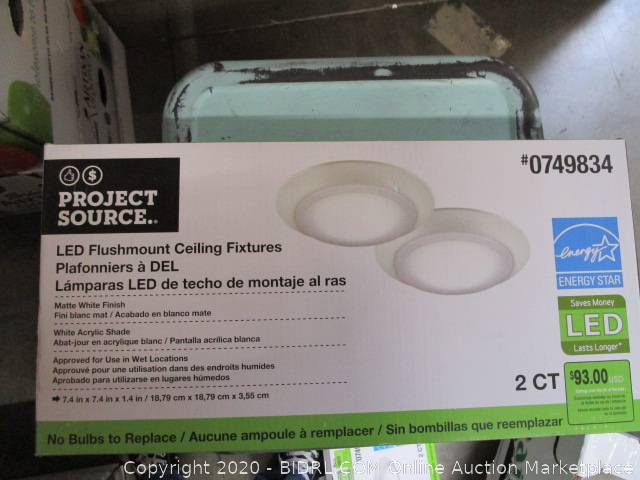 PROJECT
SOURCE.
#0749834
LED Flushmount Ceiling Fixtures
Plafonniers à DEL
Lámparas LED de techo de montaje al ras
Matte White Finish
Fini blanc mat / Acabado en blanco mate
White Acrylic Shade
Abat-jour en acrylique blanc / Pantalla acrílica blanca
Approved for Use in Wet Locations
Approuvé pour une utilisation dans des endroits humides
Aprobado para utilizarse en lugares húmedos
7.4 in x 7.4 in x 1.4 in / 18,79 cm x 18,79 cm x 3,55 cm
energy
ENERGY STAR
Saves Money
LED
Lasts Longer
2 CT
$93.00 USD
No Bulbs to Replace / Aucune ampoule à remplacer / Sin bombillas que reemplazar
2 CT
Copyright 2020 - BIDRL.COM Online Auction Marketplace